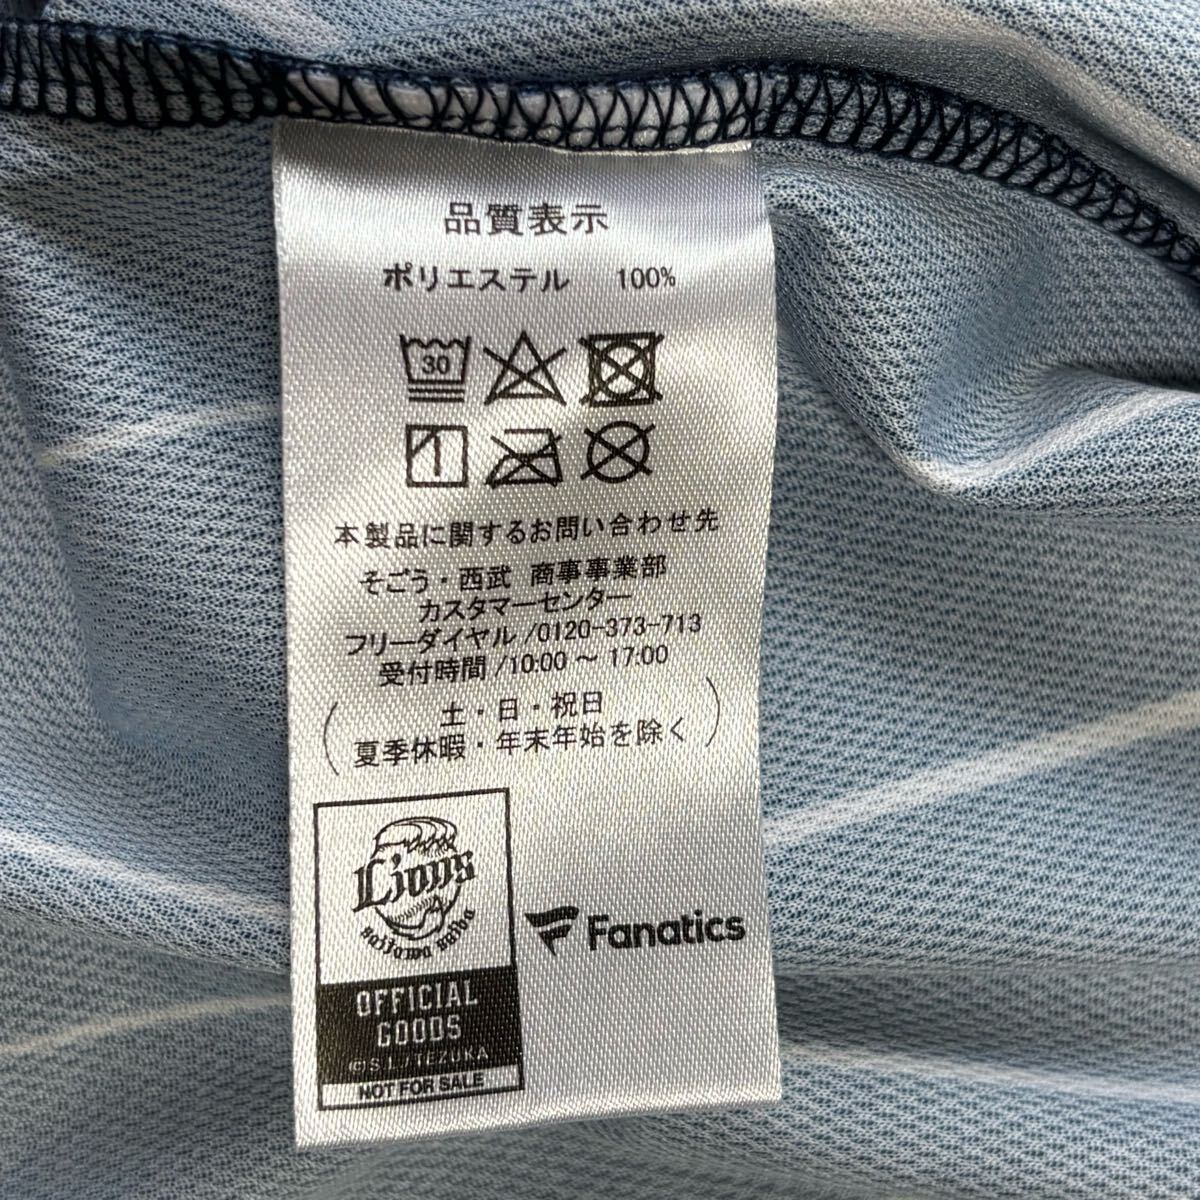 品質表示
ポリエステル 100%
30
本製品に関するお問い合わせ先
そごう・西武 商事事業部
カスタマーセンター
フリーダイヤル/0120-373-713
受付時間/10:00～17:00
(土・日・祝日
夏季休暇・年末年始を除く)
Lions
saitama seibu
Fanatics
OFFICIAL
GOODS
©S.L/TEZUKA
NOT FOR SALE